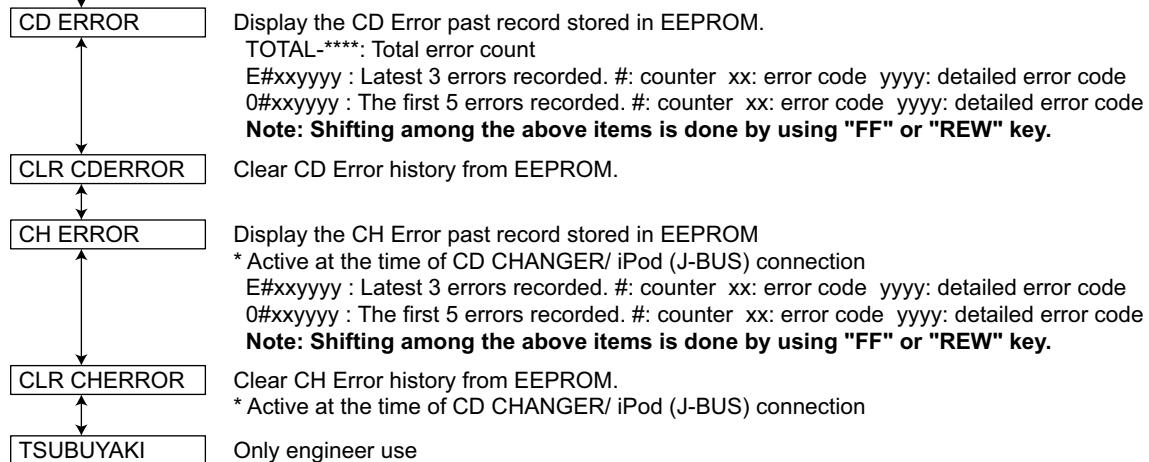 CD ERROR Display the CD Error past record stored in EEPROM.
TOTAL-****: Total error count
E#xxyyyy : Latest 3 errors recorded. #: counter xx: error code yyyy: detailed error code
0#xxyyyy : The first 5 errors recorded. #: counter xx: error code yyyy: detailed error code
Note: Shifting among the above items is done by using "FF" or "REW" key.
CLR CDERROR Clear CD Error history from EEPROM.
CH ERROR Display the CH Error past record stored in EEPROM
* Active at the time of CD CHANGER/ iPod (J-BUS) connection
E#xxyyyy : Latest 3 errors recorded. #: counter xx: error code yyyy: detailed error code
0#xxyyyy : The first 5 errors recorded. #: counter xx: error code yyyy: detailed error code
Note: Shifting among the above items is done by using "FF" or "REW" key.
CLR CHERROR Clear CH Error history from EEPROM.
* Active at the time of CD CHANGER/ iPod (J-BUS) connection
TSUBUYAKI Only engineer use